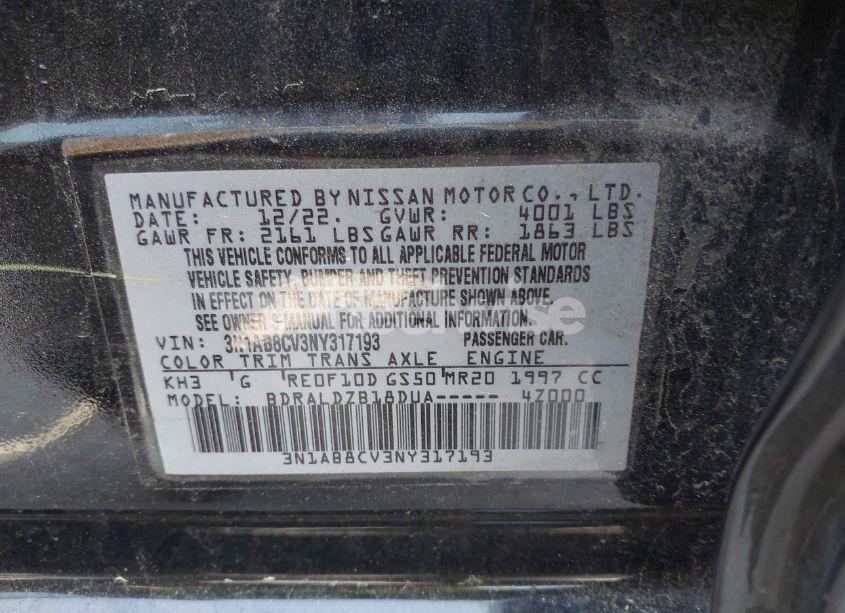 MANUFACTURED BY NISSAN MOTOR CO., LTD.
DATE: 12/22. GVWR: 4001 LBS
GAWR FR: 2161 LBS GAWR RR: 1863 LBS
THIS VEHICLE CONFORMS TO ALL APPLICABLE FEDERAL MOTOR
VEHICLE SAFETY, BUMPER AND THEFT PREVENTION STANDARDS
IN EFFECT ON THE DATE OF MANUFACTURE SHOWN ABOVE.
SEE OWNER'S MANUAL FOR ADDITIONAL INFORMATION.
VIN: 3N1AB8CV3NY317193 PASSENGER CAR.
COLOR TRIM TRANS AXLE ENGINE
KH3 G RE0F10D GS50 MR20 1997 CC
MODEL: BDRALDZB18DUA----- 4Z000
3N1AB8CV3NY317193